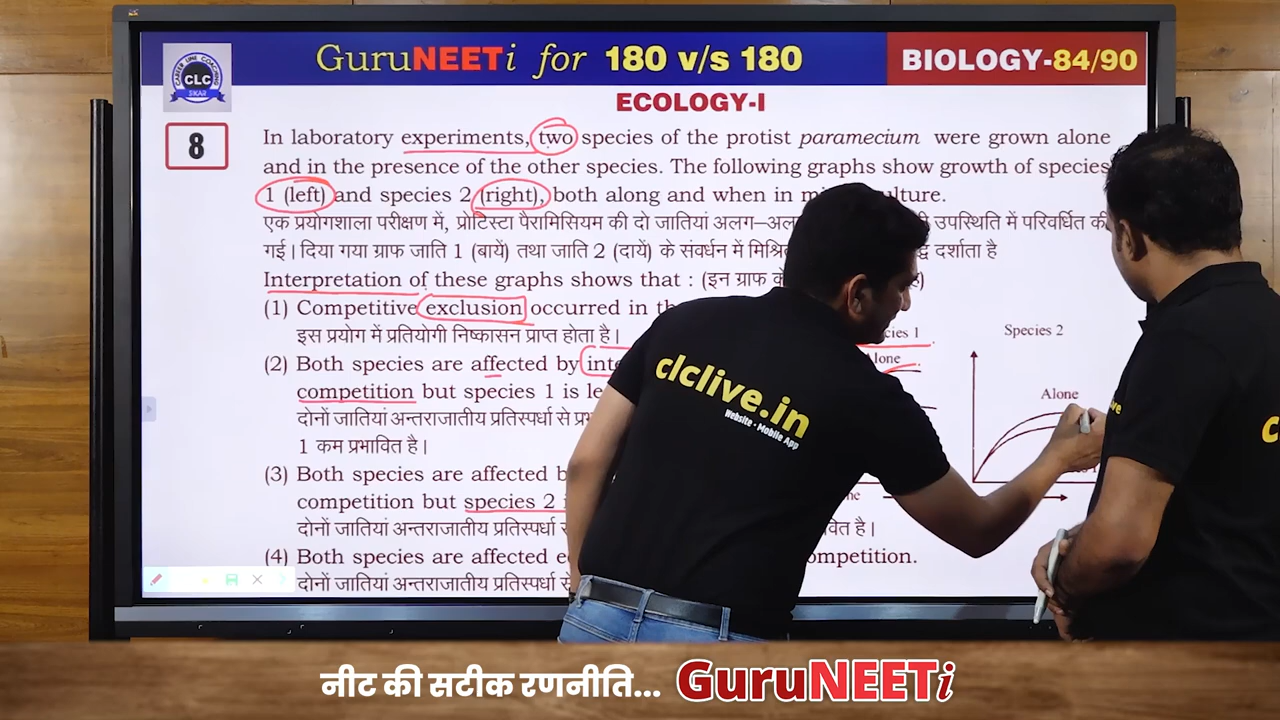 GuruNEETi for 180 v/s 180
BIOLOGY-84/90
CAREER LINE COACHING
CLC
SIKAR
ECOLOGY-I
8
In laboratory experiments, two species of the protist paramecium were grown alone
and in the presence of the other species. The following graphs show growth of species
1 (left) and species 2 (right), both along and when in culture.
एक प्रयोगशाला परीक्षण में, प्रोटिस्टा पैरामिसियम की दो जातियां उपस्थिति में परिवर्धित की
गई। दिया गया ग्राफ जाति 1 (बायें) तथा जाति 2 (दायें) के संवर्धन में दर्शाता है
Interpretation of these graphs shows that : (इन ग्राफ
(1) Competitive exclusion occurred in
इस प्रयोग में प्रतियोगी निष्कासन प्राप्त होता है।
(2) Both species are affected by
competition but species 1 is
दोनों जातियां अन्तराजातीय प्रतिस्पर्धा से
1 कम प्रभावित है।
(3) Both species are affected
competition but species 2
दोनों जातियां अन्तराजातीय प्रतिस्पर्धा है।
(4) Both species are affected
दोनों जातियां अन्तराजातीय प्रतिस्पर्धा
1
Alone
Species 2
Alone
clclive.in
Website - Mobile App
नीट की सटीक रणनीति... GuruNEETi